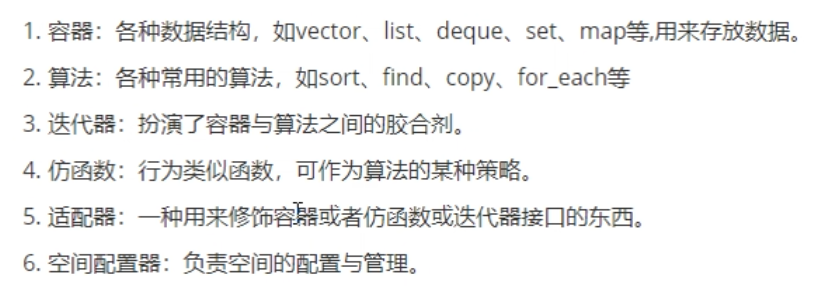 1. 容器：各种数据结构，如vector、list、deque、set、map等,用来存放数据。
2. 算法：各种常用的算法，如sort、find、copy、for_each等
3. 迭代器：扮演了容器与算法之间的胶合剂。
4. 仿函数：行为类似函数，可作为算法的某种策略。
5. 适配器：一种用来修饰容器或者仿函数或迭代器接口的东西。
6. 空间配置器：负责空间的配置与管理。